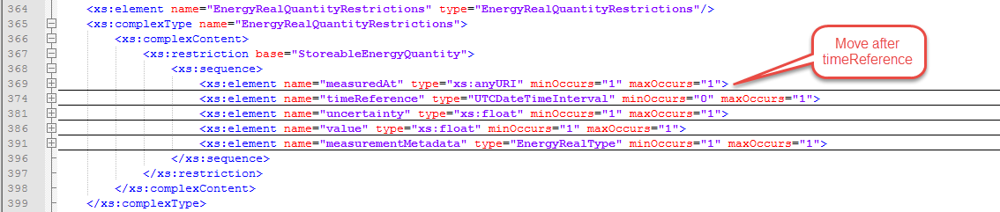 364 <xs:element name="EnergyRealQuantityRestrictions" type="EnergyRealQuantityRestrictions"/>
365 <xs:complexType name="EnergyRealQuantityRestrictions">
366 <xs:complexContent>
367 <xs:restriction base="StoreableEnergyQuantity">
368 <xs:sequence>
369 <xs:element name="measuredAt" type="xs:anyURI" minOccurs="1" maxOccurs="1">
374 <xs:element name="timeReference" type="UTCDateTimeInterval" minOccurs="0" maxOccurs="1">
381 <xs:element name="uncertainty" type="xs:float" minOccurs="1" maxOccurs="1">
386 <xs:element name="value" type="xs:float" minOccurs="1" maxOccurs="1">
391 <xs:element name="measurementMetadata" type="EnergyRealType" minOccurs="1" maxOccurs="1">
396 </xs:sequence>
397 </xs:restriction>
398 </xs:complexContent>
399 </xs:complexType>
Move after
timeReference